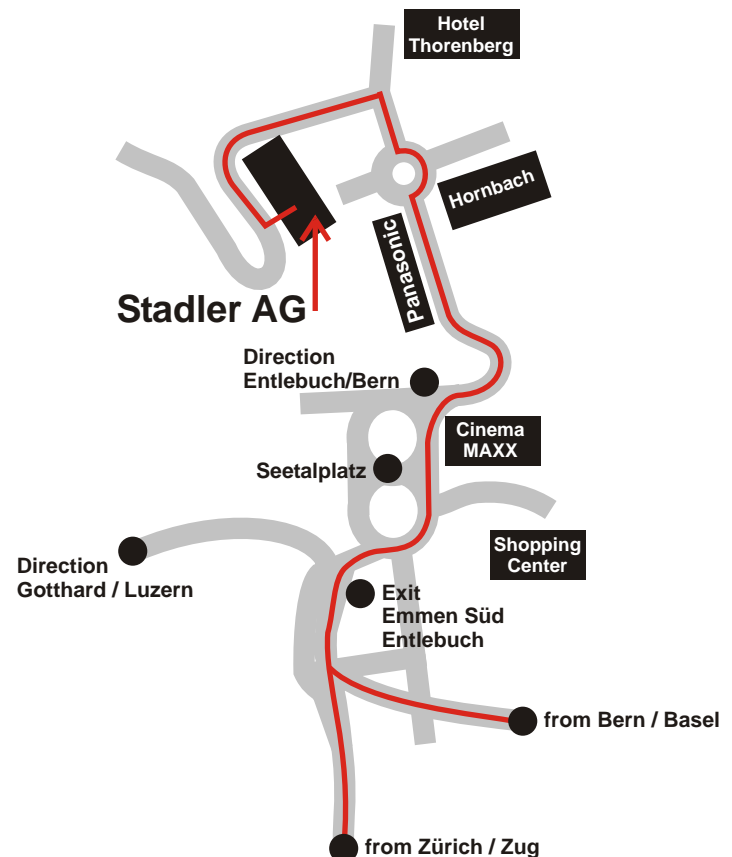 Hotel
Thorenberg
Hornbach
Panasonic
Stadler AG
Direction
Entlebuch/Bern
Cinema
MAXX
Seetalplatz
Shopping
Center
Direction
Gotthard / Luzern
Exit
Emmen Süd
Entlebuch
from Bern / Basel
from Zürich / Zug